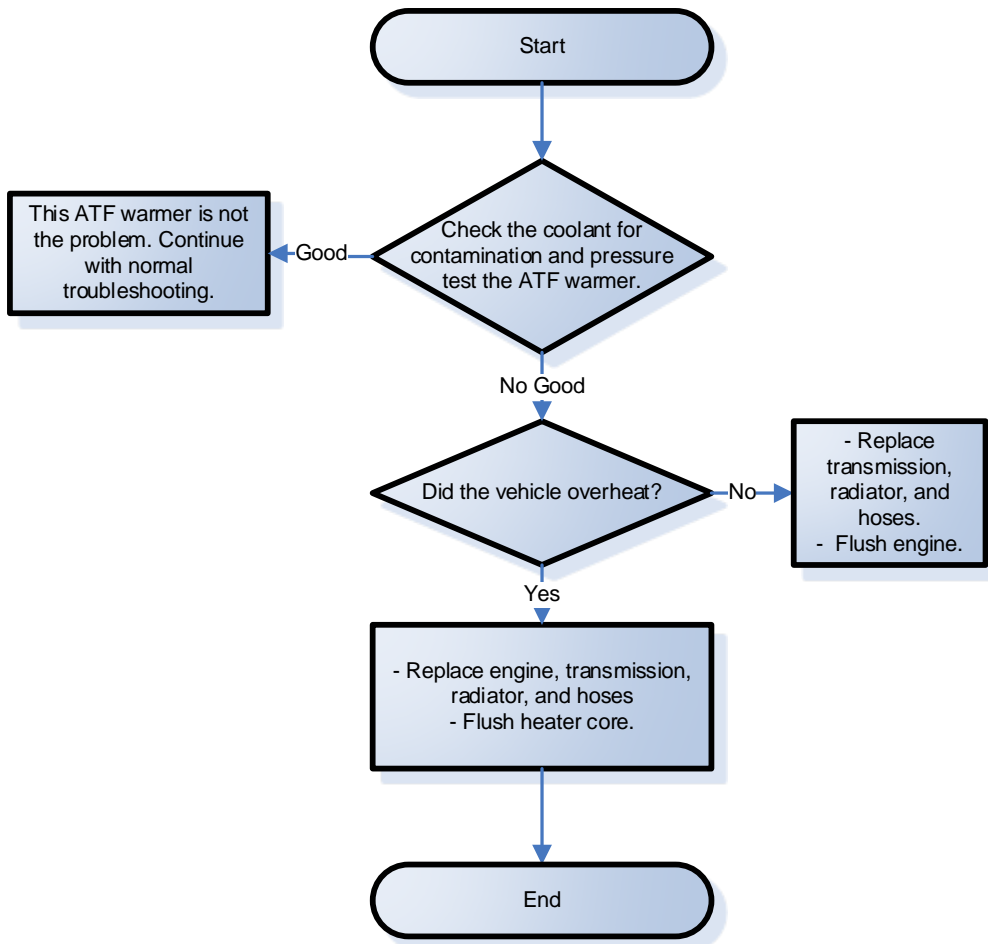 Start
Check the coolant for
contamination and pressure
test the ATF warmer.
Good
This ATF warmer is not
the problem. Continue
with normal
troubleshooting.
No Good
Did the vehicle overheat?
No
- Replace
transmission,
radiator, and
hoses.
- Flush engine.
Yes
- Replace engine, transmission,
radiator, and hoses
- Flush heater core.
End